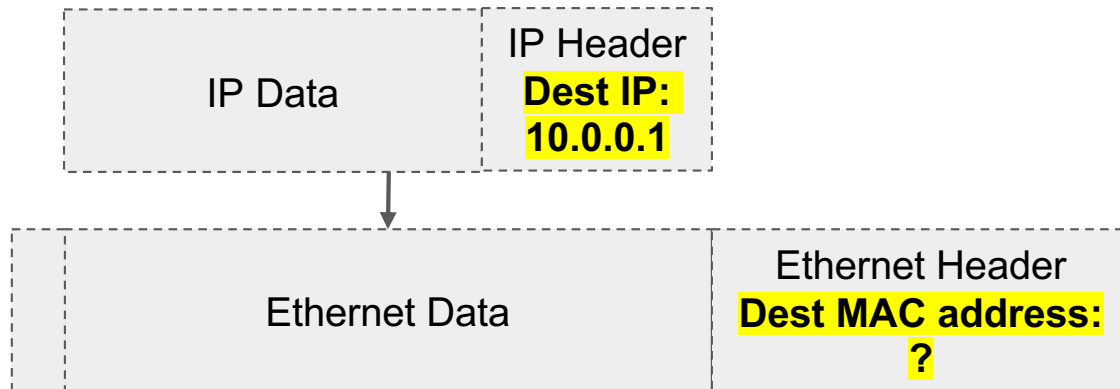 IP Data
IP Header
Dest IP:
10.0.0.1
Ethernet Data
Ethernet Header
Dest MAC address:
?